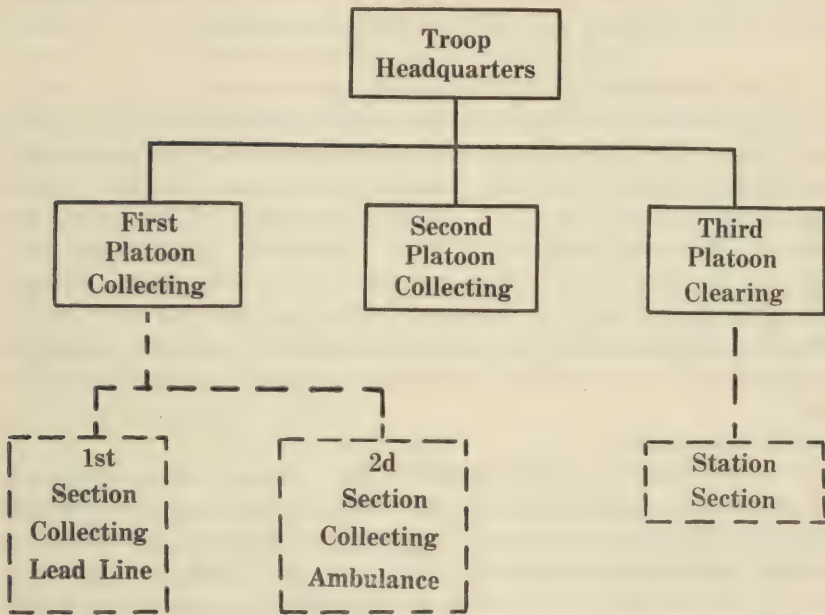 Troop
Headquarters
First
Platoon
Collecting
Second
Platoon
Collecting
Third
Platoon
Clearing
1st
Section
Collecting
Lead Line
2d
Section
Collecting
Ambulance
Station
Section